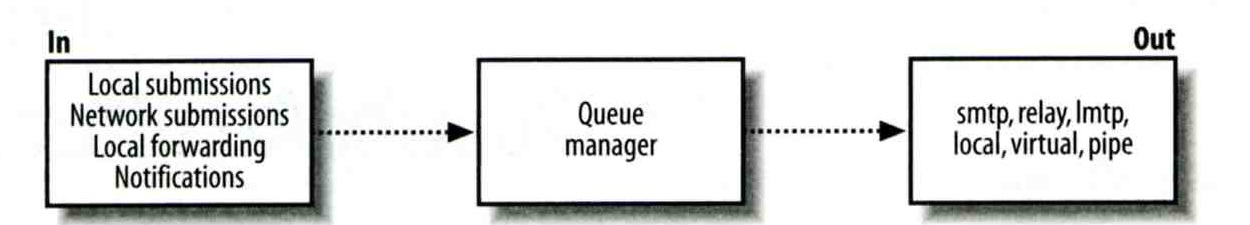 In
Local submissions
Network submissions
Local forwarding
Notifications
Queue
manager
Out
smtp, relay, lmtp,
local, virtual, pipe